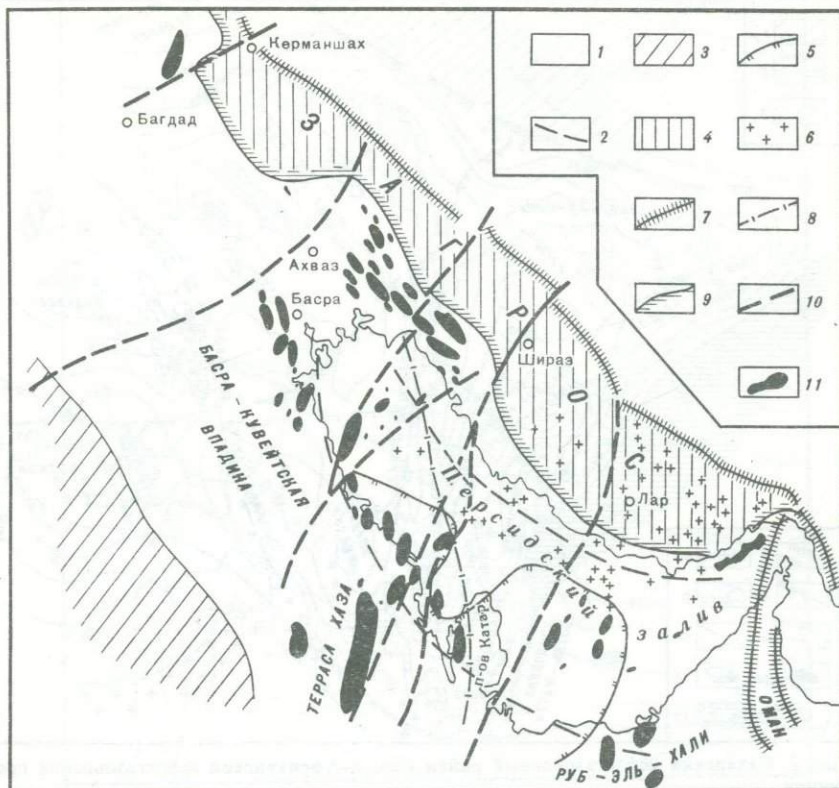 Керманшах
Багдад
ЗАГРОС
Ахваз
Басра
Шираз
Лар
БАСРА - КУВЕЙТСКАЯ
ВПАДИНА
Персидский
залив
п-ов Катар
ТЕРРАСА ХАЗА
РУБ - ЭЛЬ ХАЛИ
ОМАН
1
3
5
2
4
6
7
8
9
10
11